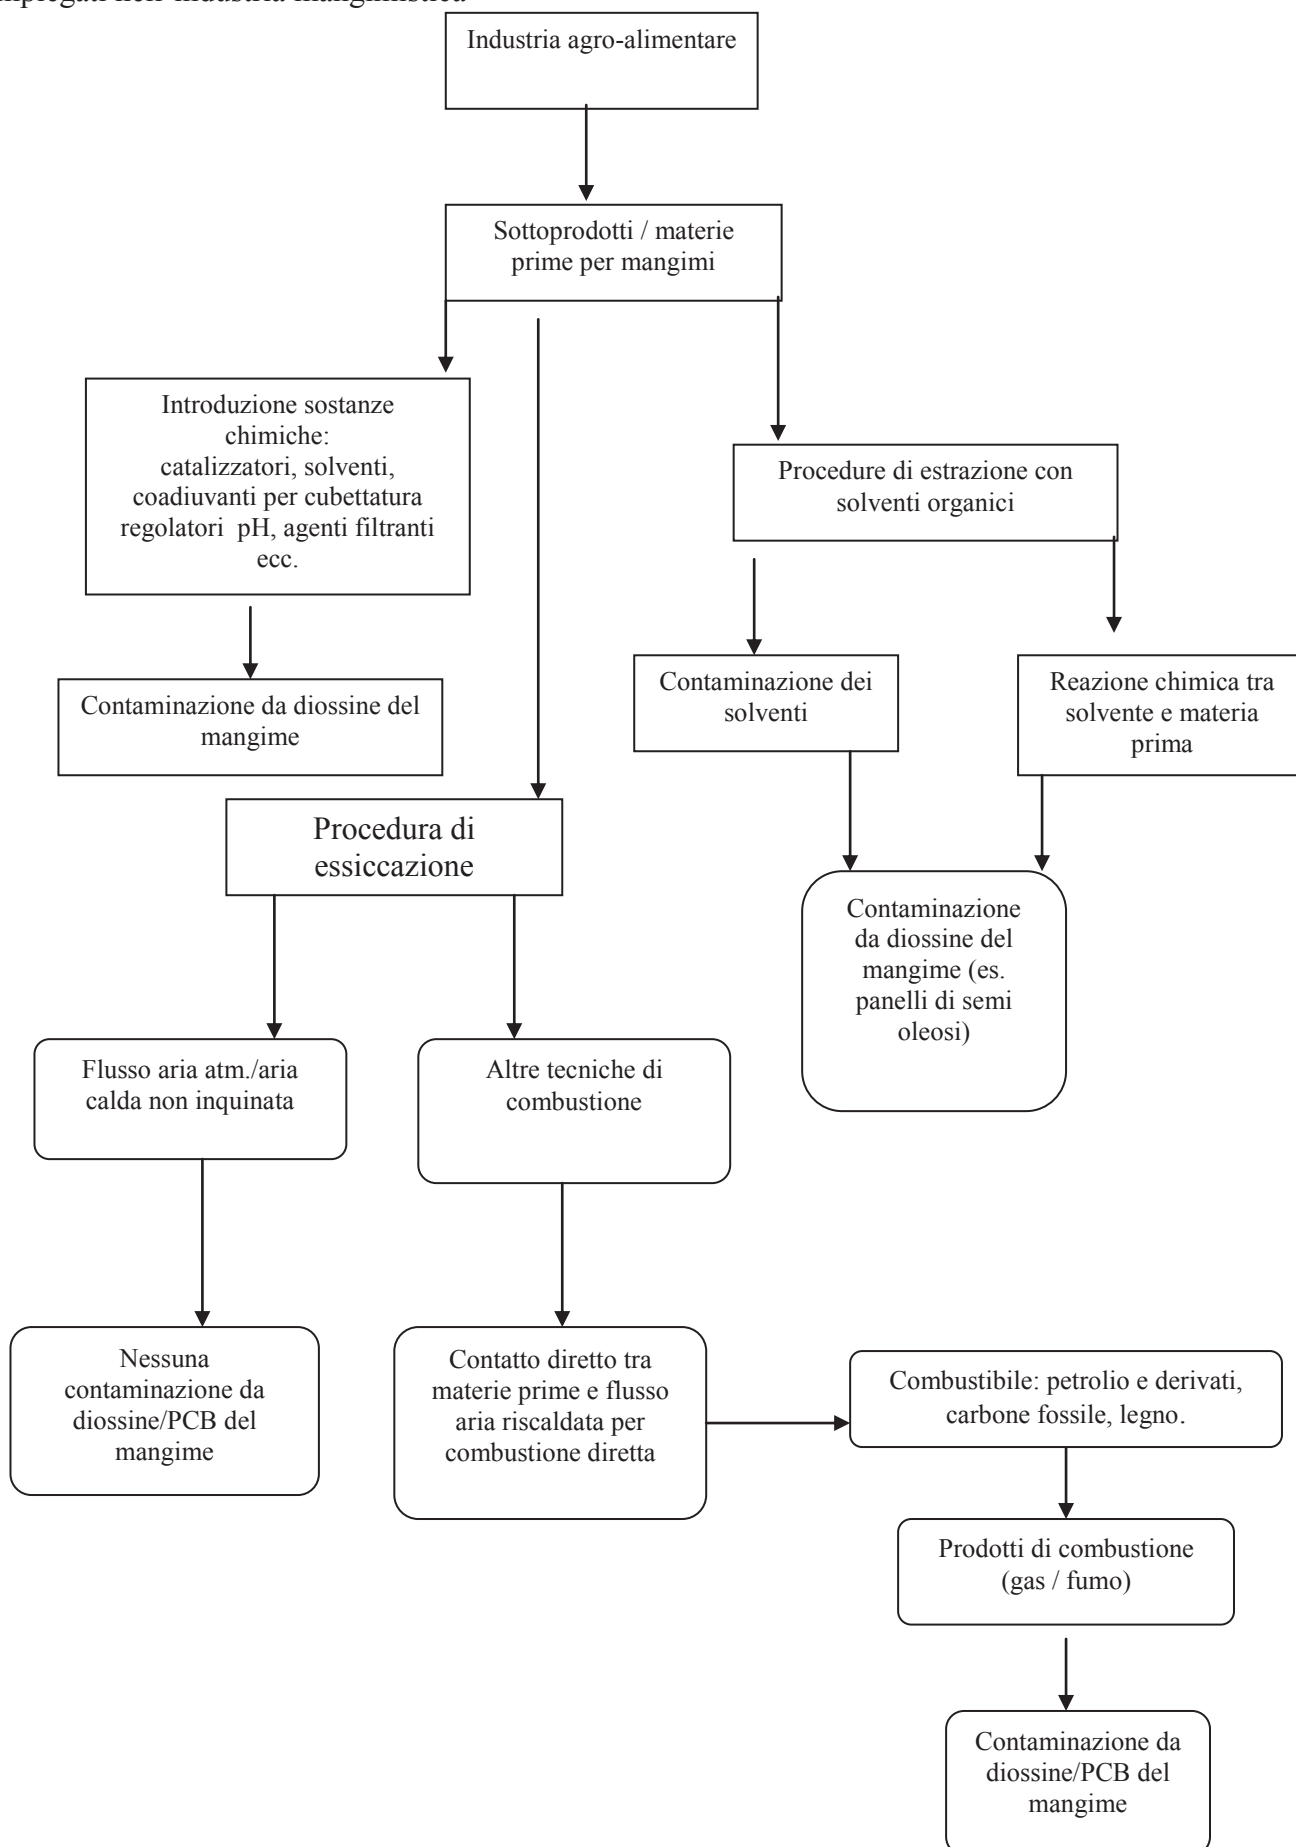 nell'industria mangimistica
Industria agro-alimentare
Sottoprodotti / materie
prime per mangimi
Introduzione sostanze
chimiche:
catalizzatori, solventi,
coadiuvanti per cubettatura
regolatori  pH, agenti filtranti
ecc.
Procedure di estrazione con
solventi organici
Contaminazione da diossine del
mangime
Contaminazione dei
solventi
Reazione chimica tra
solvente e materia
prima
Procedura di
essiccazione
Contaminazione
da diossine del
mangime (es.
panelli di semi
oleosi)
Flusso aria atm./aria
calda non inquinata
Altre tecniche di
combustione
Nessuna
contaminazione da
diossine/PCB del
mangime
Contatto diretto tra
materie prime e flusso
aria riscaldata per
combustione diretta
Combustibile: petrolio e derivati,
carbone fossile, legno.
Prodotti di combustione
(gas / fumo)
Contaminazione da
diossine/PCB del
mangime